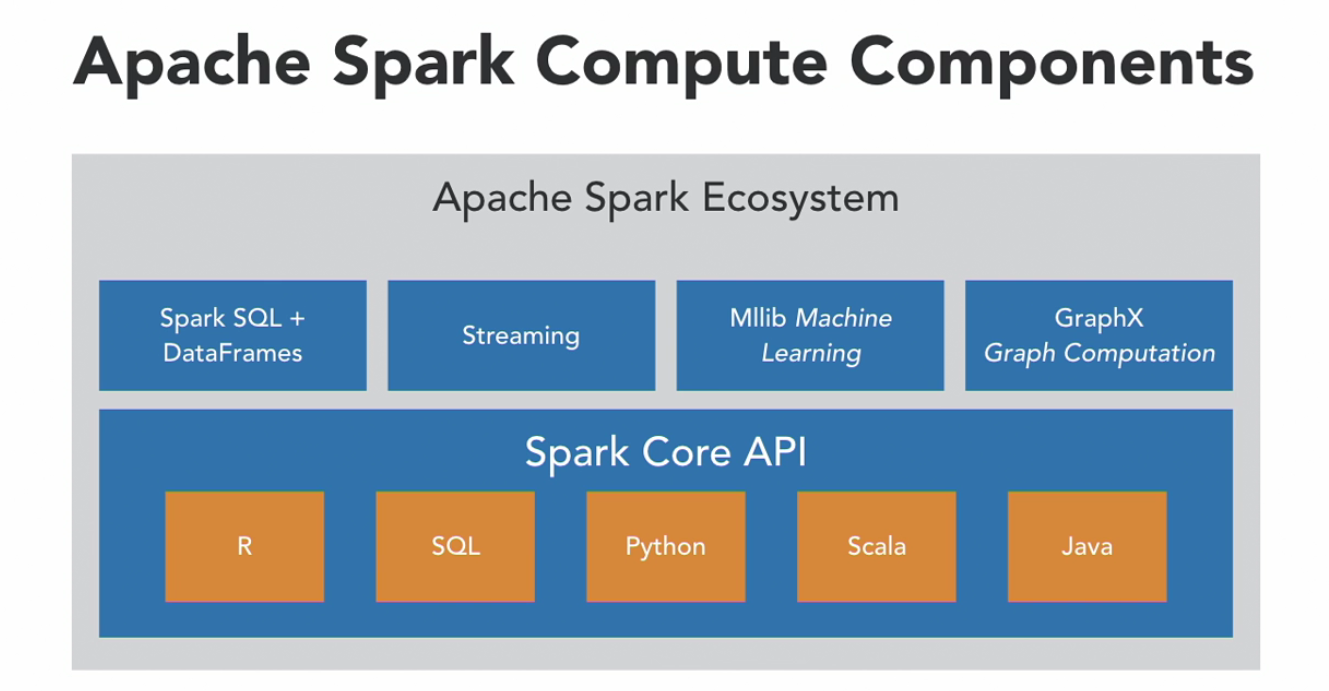 Apache Spark Compute Components
Apache Spark Ecosystem
Spark SQL +
DataFrames
Streaming
Mllib Machine
Learning
GraphX
Graph Computation
Spark Core API
R
SQL
Python
Scala
Java